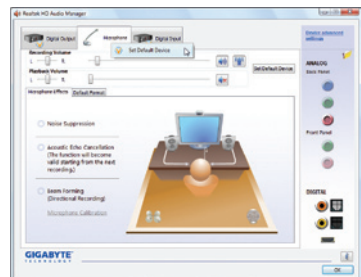 Realtek HD Audio Manager
Digital Output
Microphone
Digital Input
Set Default Device
Device advanced settings
Recording Volume
L R
Set Default Device
Playback Volume
L R
Microphone Effects
Default Format
ANALOG
Back Panel
Noise Suppression
Acoustic Echo Cancellation
(The function will become
valid starting from the next
recording.)
Front Panel
Beam Forming
(Directional Recording)
Microphone Calibration
DIGITAL
GIGABYTE
TECHNOLOGY
OK